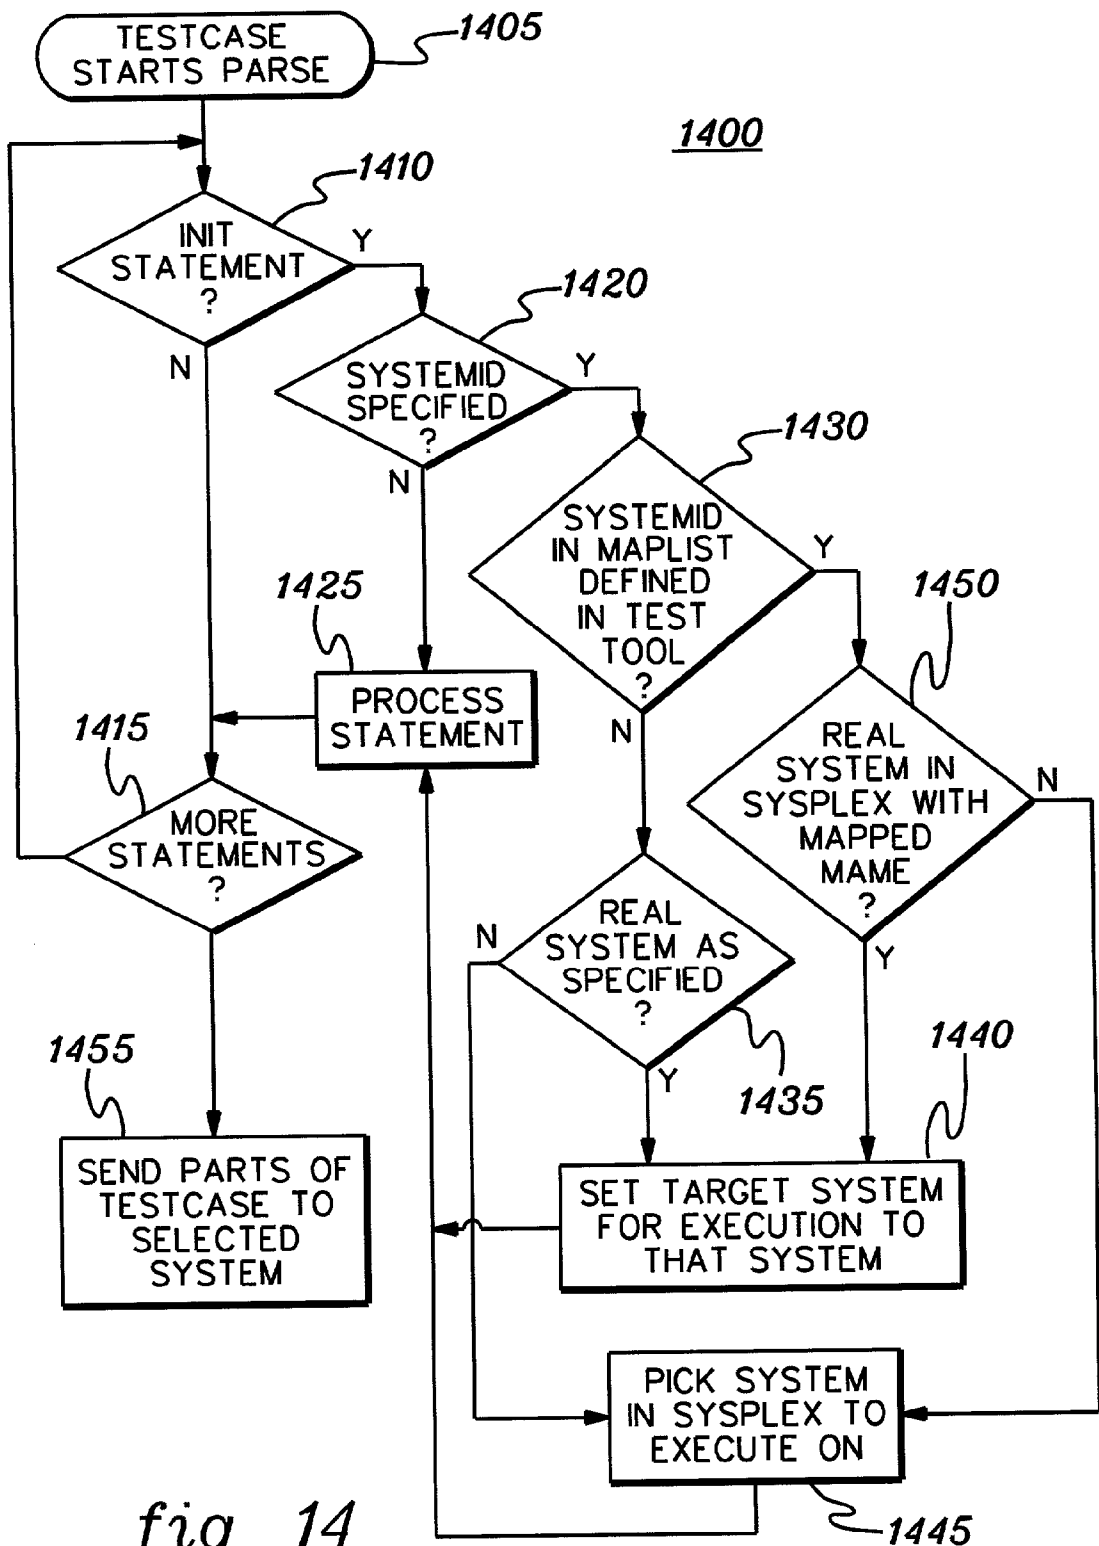 TESTCASE
STARTS PARSE
1405
1400
1410
INIT
STATEMENT
?
Y
N
1420
SYSTEMID
SPECIFIED
?
Y
N
1430
SYSTEMID
IN MAPLIST
DEFINED
IN TEST
TOOL
?
Y
N
1425
PROCESS
STATEMENT
1450
REAL
SYSTEM IN
SYSPLEX WITH
MAPPED
MAME
?
N
Y
1415
MORE
STATEMENTS
?
REAL
SYSTEM AS
SPECIFIED
?
N
Y
1435
1440
SET TARGET SYSTEM
FOR EXECUTION TO
THAT SYSTEM
1455
SEND PARTS OF
TESTCASE TO
SELECTED
SYSTEM
PICK SYSTEM
IN SYSPLEX TO
EXECUTE ON
1445
fig 14